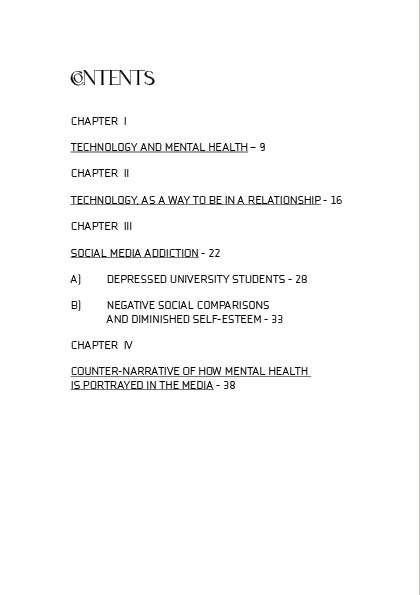 CONTENTS
CHAPTER I
TECHNOLOGY AND MENTAL HEALTH – 9
CHAPTER II
TECHNOLOGY, AS A WAY TO BE IN A RELATIONSHIP - 16
CHAPTER III
SOCIAL MEDIA ADDICTION - 22
A) DEPRESSED UNIVERSITY STUDENTS - 28
B) NEGATIVE SOCIAL COMPARISONS
AND DIMINISHED SELF-ESTEEM - 33
CHAPTER IV
COUNTER-NARRATIVE OF HOW MENTAL HEALTH
IS PORTRAYED IN THE MEDIA - 38